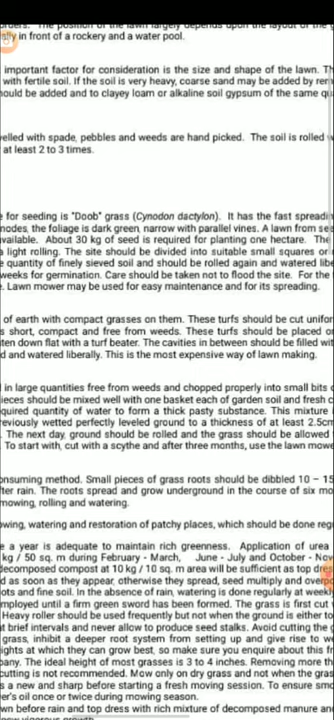 borders. The position of the lawn largely depends upon the layout of the
ally in front of a rockery and a water pool.
important factor for consideration is the size and shape of the lawn. Th
with fertile soil. If the soil is very heavy, coarse sand may be added by rem
hould be added and to clayey loam or alkaline soil gypsum of the same qu
elled with spade, pebbles and weeds are hand picked. The soil is rolled w
at least 2 to 3 times.
e for seeding is "Doob" grass (Cynodon dactylon). It has the fast spreadi
nodes, the foliage is dark green, narrow with parallel vines. A lawn from see
vailable. About 30 kg of seed is required for planting one hectare. The
a light rolling. The site should be divided into suitable small squares or
e quantity of finely sieved soil and should be rolled again and watered libe
weeks for germination. Care should be taken not to flood the site. For the f
e. Lawn mower may be used for easy maintenance and for its spreading.
of earth with compact grasses on them. These turfs should be cut unifor
s short, compact and free from weeds. These turfs should be placed or
ten down flat with a turf beater. The cavities in between should be filled wit
d and watered liberally. This is the most expensive way of lawn making.
d in large quantities free from weeds and chopped properly into small bits o
ieces should be mixed well with one basket each of garden soil and fresh c
equired quantity of water to form a thick pasty substance. This mixture
reviously wetted perfectly leveled ground to a thickness of at least 2.5cm
The next day, ground should be rolled and the grass should be allowed
To start with, cut with a scythe and after three months, use the lawn mowe
onsuming method. Small pieces of grass roots should be dibbled 10 – 15
fter rain. The roots spread and grow underground in the course of six mo
mowing, rolling and watering.
owing, watering and restoration of patchy places, which should be done regu
e a year is adequate to maintain rich greenness. Application of urea
kg / 50 sq. m during February - March, June - July and October - Nov
decomposed compost at 10 kg / 10 sq. m area will be sufficient as top dres
d as soon as they appear, otherwise they spread, seed multiply and overpo
ots and fine soil. In the absence of rain, watering is done regularly at weekl
mployed until a firm green sword has been formed. The grass is first cut
Heavy roller should be used frequently but not when the ground is either to
t brief intervals and never allow to produce seed stalks. Avoid cutting the g
grass, inhibit a deeper root system from setting up and give rise to we
ights at which they can grow best, so make sure you enquire about this fr
pany. The ideal height of most grasses is 3 to 4 inches. Removing more th
cutting is not recommended. Mow only on dry grass and not when the gras
s a new and sharp before starting a fresh moving session. To ensure smo
er's oil once or twice during mowing season.
wn before rain and top dress with rich mixture of decomposed manure an